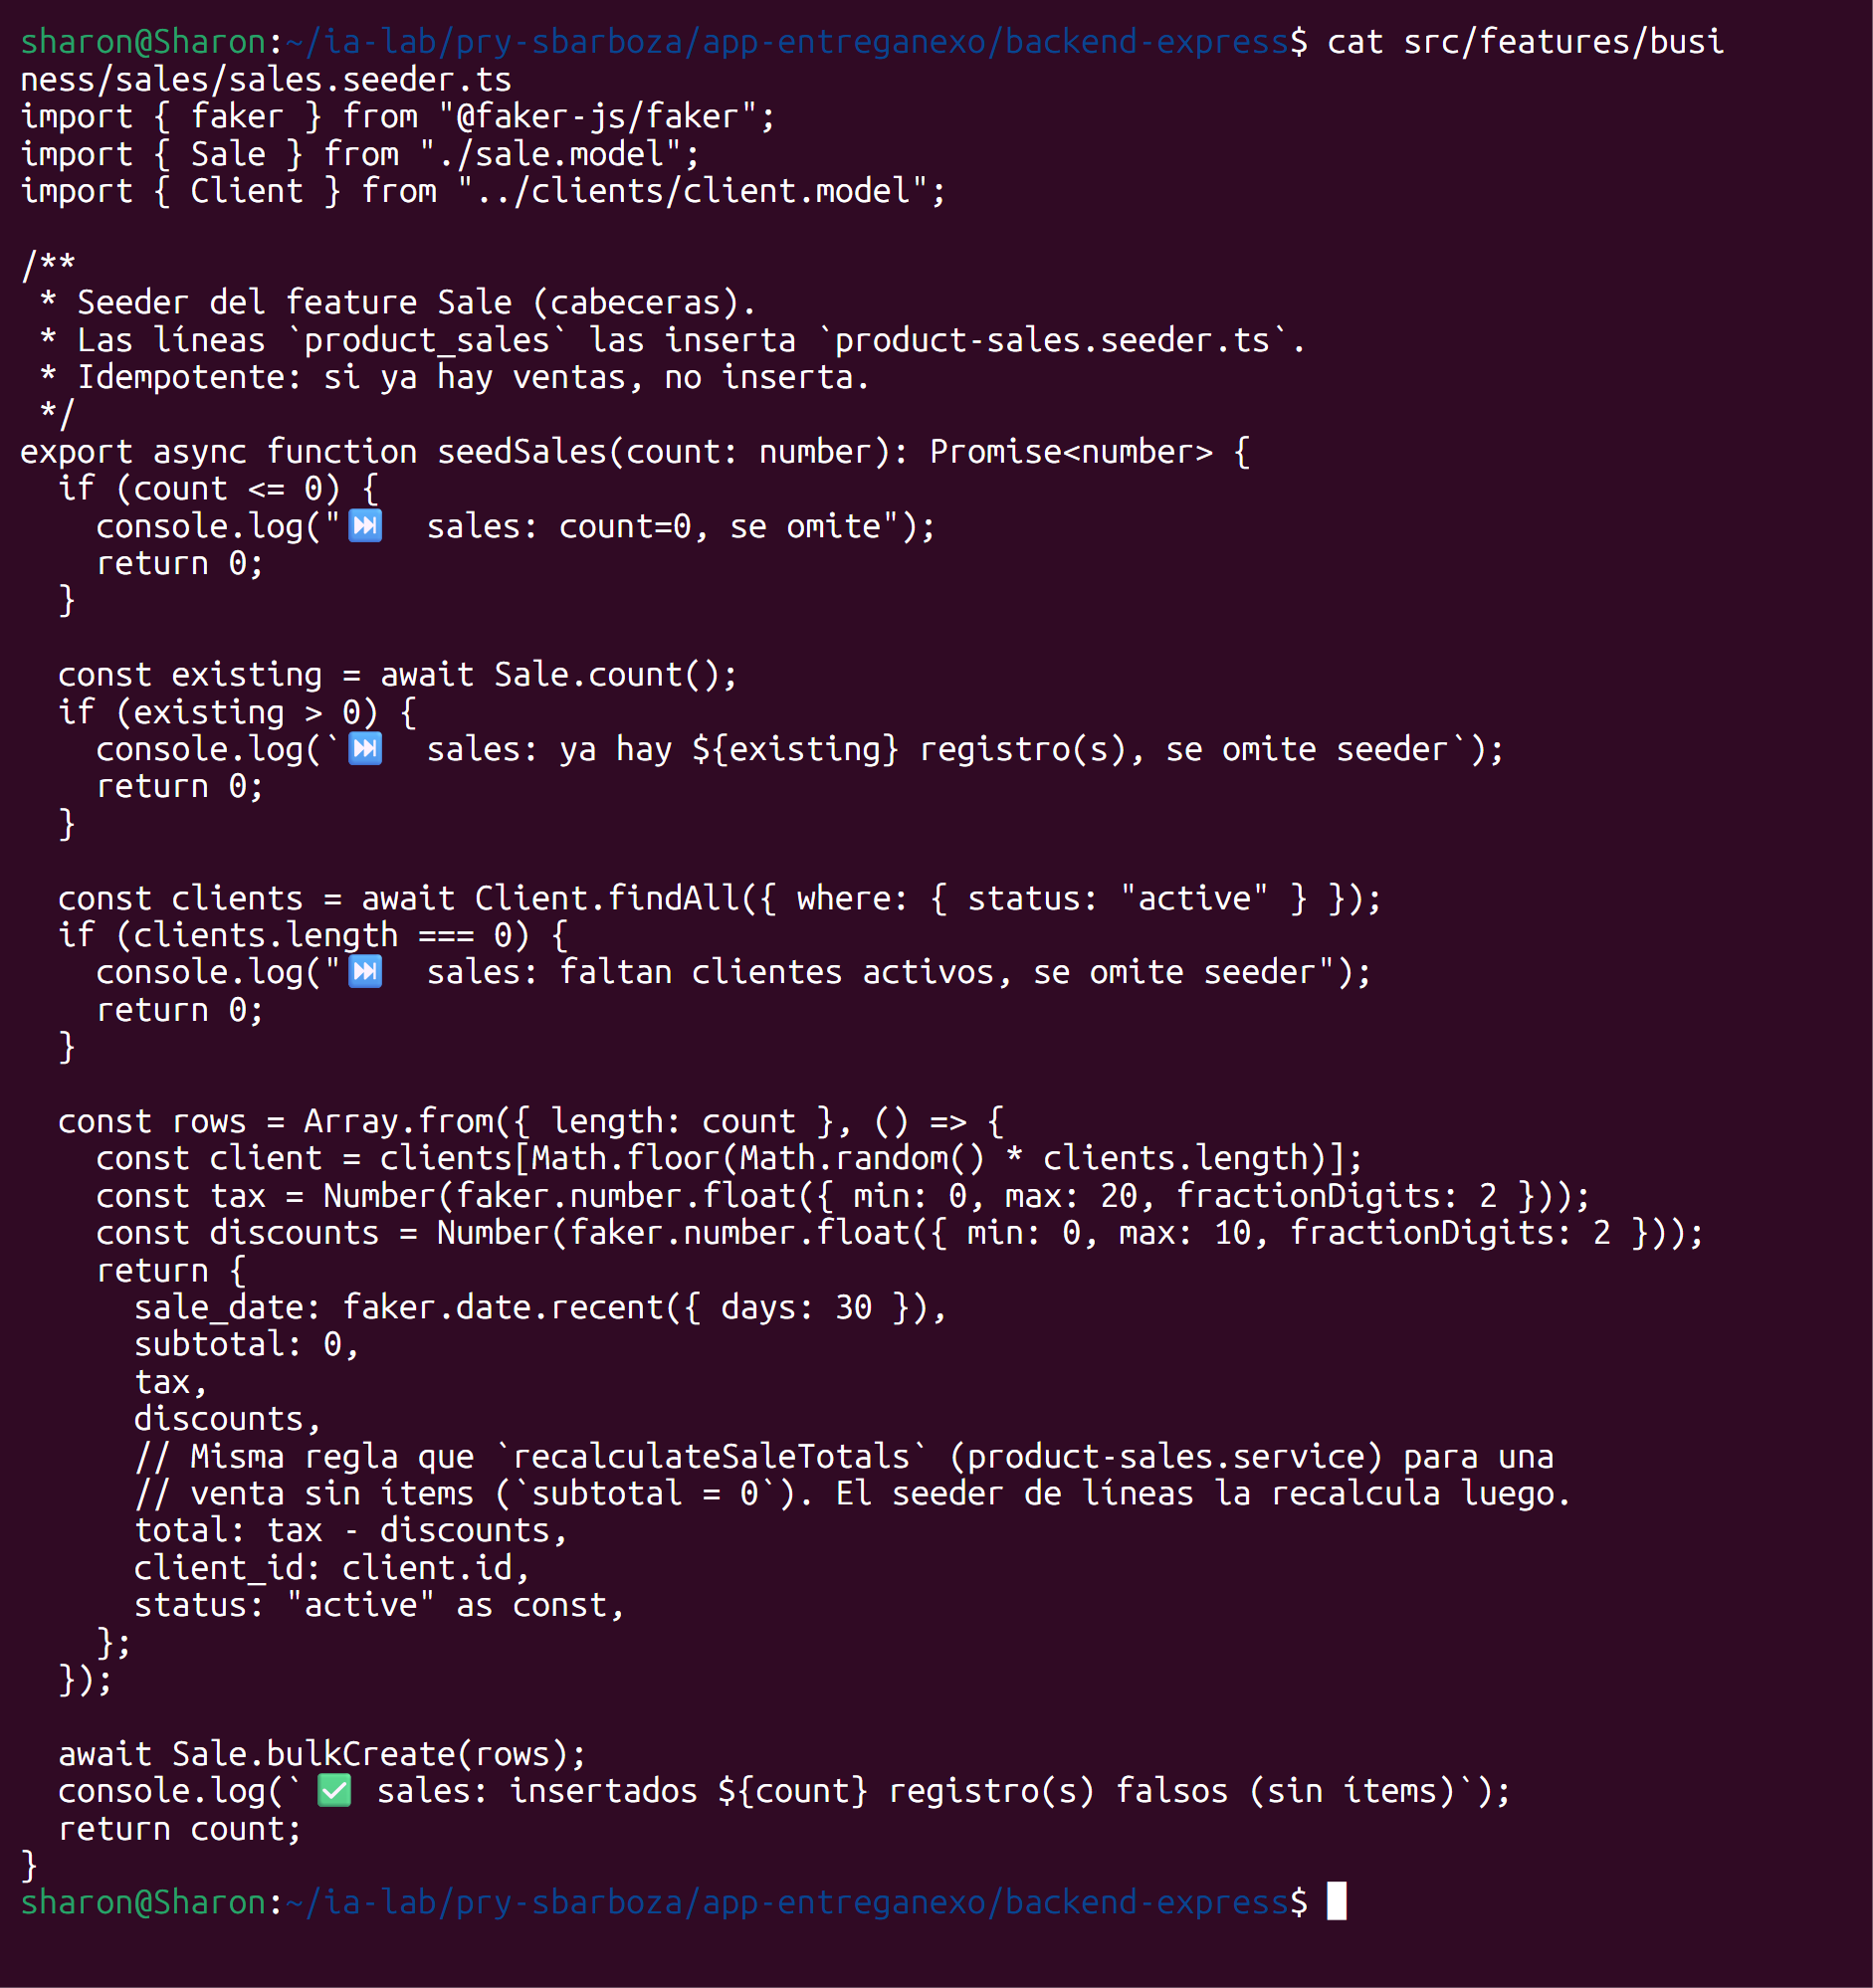 sharon@Sharon:~/ia-lab/pry-sbarboza/app-entreganexo/backend-express$ cat src/features/busi
ness/sales/sales.seeder.ts
import { faker } from "@faker-js/faker";
import { Sale } from "./sale.model";
import { Client } from "../clients/client.model";

/**
 * Seeder del feature Sale (cabeceras).
 * Las líneas `product_sales` las inserta `product-sales.seeder.ts`.
 * Idempotente: si ya hay ventas, no inserta.
 */
export async function seedSales(count: number): Promise<number> {
  if (count <= 0) {
    console.log("⏭️  sales: count=0, se omite");
    return 0;
  }

  const existing = await Sale.count();
  if (existing > 0) {
    console.log(`⏭️  sales: ya hay ${existing} registro(s), se omite seeder`);
    return 0;
  }

  const clients = await Client.findAll({ where: { status: "active" } });
  if (clients.length === 0) {
    console.log("⏭️  sales: faltan clientes activos, se omite seeder");
    return 0;
  }

  const rows = Array.from({ length: count }, () => {
    const client = clients[Math.floor(Math.random() * clients.length)];
    const tax = Number(faker.number.float({ min: 0, max: 20, fractionDigits: 2 }));
    const discounts = Number(faker.number.float({ min: 0, max: 10, fractionDigits: 2 }));
    return {
      sale_date: faker.date.recent({ days: 30 }),
      subtotal: 0,
      tax,
      discounts,
      // Misma regla que `recalculateSaleTotals` (product-sales.service) para una
      // venta sin ítems (`subtotal = 0`). El seeder de líneas la recalcula luego.
      total: tax - discounts,
      client_id: client.id,
      status: "active" as const,
    };
  });

  await Sale.bulkCreate(rows);
  console.log(`✅ sales: insertados ${count} registro(s) falsos (sin ítems)`);
  return count;
}
sharon@Sharon:~/ia-lab/pry-sbarboza/app-entreganexo/backend-express$